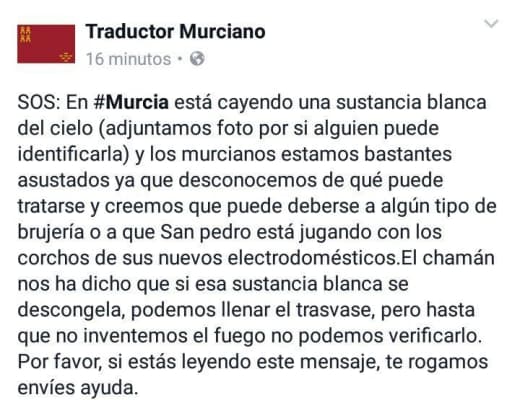 Traductor Murciano
16 minutos ·
SOS: En #Murcia está cayendo una sustancia blanca
del cielo (adjuntamos foto por si alguien puede
identificarla) y los murcianos estamos bastantes
asustados ya que desconocemos de qué puede
tratarse y creemos que puede deberse a algún tipo de
brujería o a que San pedro está jugando con los
corchos de sus nuevos electrodomésticos.El chamán
nos ha dicho que si esa sustancia blanca se
descongela, podemos llenar el trasvase, pero hasta
que no inventemos el fuego no podemos verificarlo.
Por favor, si estás leyendo este mensaje, te rogamos
envíes ayuda.